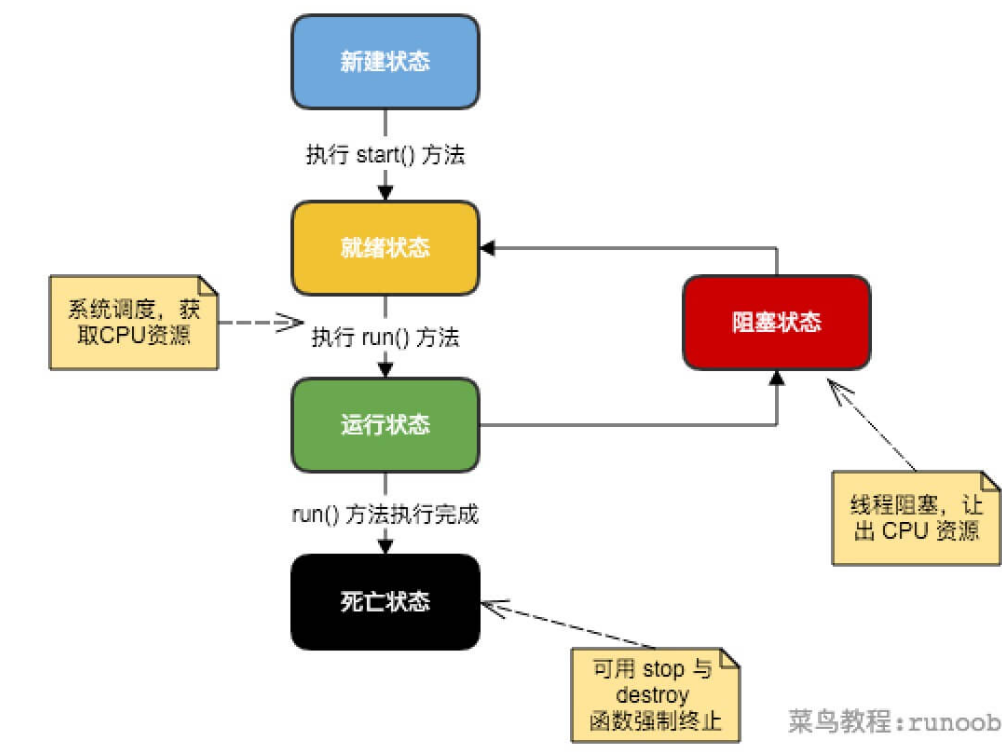 新建状态
执行 start() 方法
就绪状态
系统调度，获
取CPU资源
执行 run() 方法
阻塞状态
运行状态
线程阻塞，让
出 CPU 资源
run() 方法执行完成
死亡状态
可用 stop 与
destroy
函数强制终止
菜鸟教程:runoob